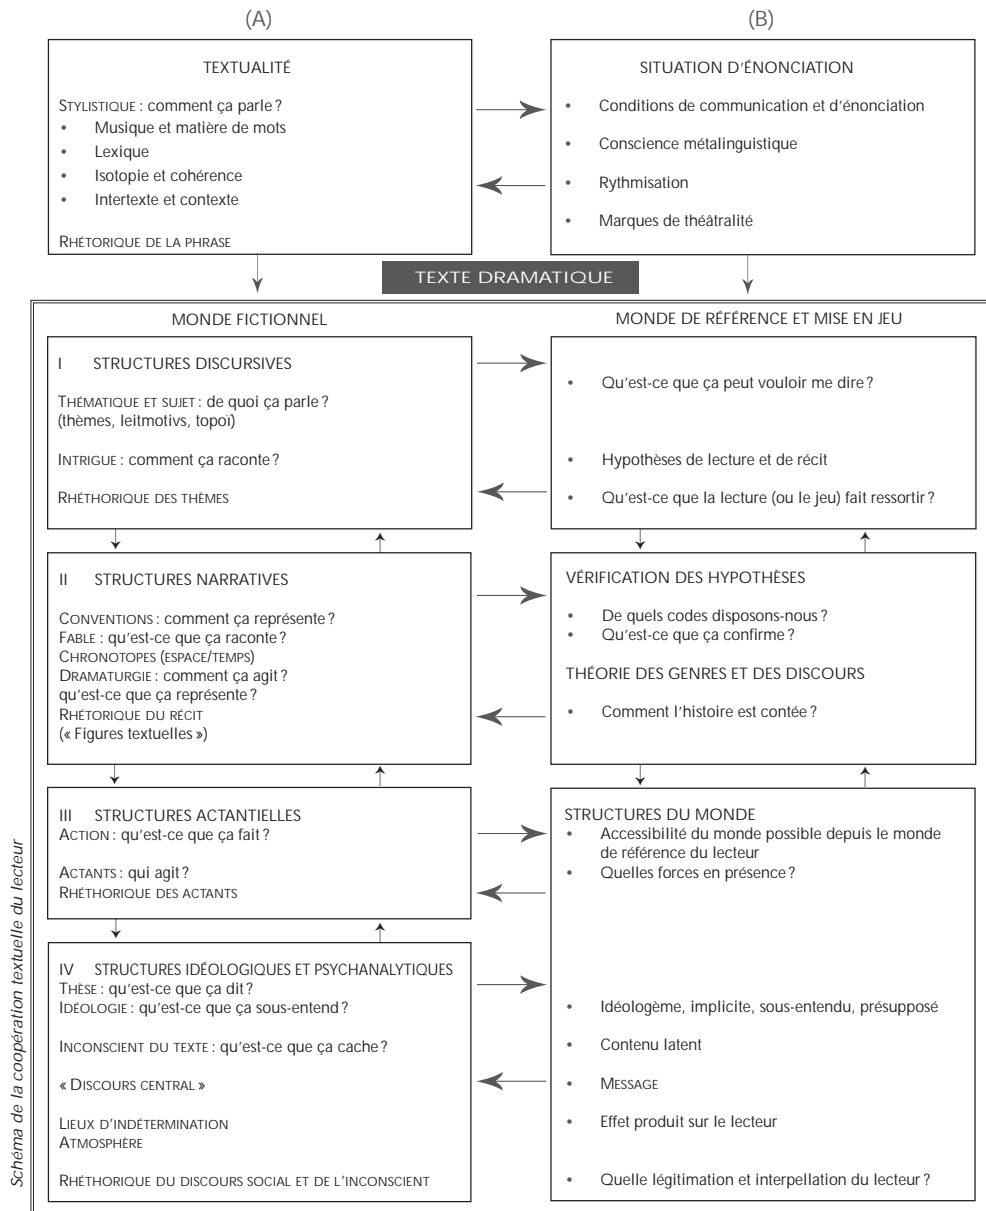 (A)
(B)
TEXTUALITÉ
STYLISTIQUE : comment ça parle ?
• Musique et matière de mots
• Lexique
• Isotopie et cohérence
• Intertexte et contexte
RHÉTORIQUE DE LA PHRASE
SITUATION D'ÉNONCIATION
• Conditions de communication et d'énonciation
• Conscience métalinguistique
• Rythmisation
• Marques de théâtralité
TEXTE DRAMATIQUE
MONDE FICTIONNEL
MONDE DE RÉFÉRENCE ET MISE EN JEU
I STRUCTURES DISCURSIVES
THÉMATIQUE ET SUJET : de quoi ça parle ?
(thèmes, leitmotivs, topoï)
INTRIGUE : comment ça raconte ?
RHÉTHORIQUE DES THÈMES
• Qu'est-ce que ça peut vouloir me dire ?
• Hypothèses de lecture et de récit
• Qu'est-ce que la lecture (ou le jeu) fait ressortir ?
II STRUCTURES NARRATIVES
CONVENTIONS : comment ça représente ?
FABLE : qu'est-ce que ça raconte ?
CHRONOTOPES (ESPACE/TEMPS)
DRAMATURGIE : comment ça agit ?
qu'est-ce que ça représente ?
RHÉTORIQUE DU RÉCIT
(« Figures textuelles »)
VÉRIFICATION DES HYPOTHÈSES
• De quels codes disposons-nous ?
• Qu'est-ce que ça confirme ?
THÉORIE DES GENRES ET DES DISCOURS
• Comment l'histoire est contée ?
III STRUCTURES ACTANTIELLES
ACTION : qu'est-ce que ça fait ?
ACTANTS : qui agit ?
RHÉTHORIQUE DES ACTANTS
STRUCTURES DU MONDE
• Accessibilité du monde possible depuis le monde
de référence du lecteur
• Quelles forces en présence ?
IV STRUCTURES IDÉOLOGIQUES ET PSYCHANALYTIQUES
THÈSE : qu'est-ce que ça dit ?
IDÉOLOGIE : qu'est-ce que ça sous-entend ?
INCONSCIENT DU TEXTE : qu'est-ce que ça cache ?
« DISCOURS CENTRAL »
LIEUX D'INDÉTERMINATION
ATMOSPHÈRE
RHÉTHORIQUE DU DISCOURS SOCIAL ET DE L'INCONSCIENT
• Idéologème, implicite, sous-entendu, présupposé
• Contenu latent
• MESSAGE
• Effet produit sur le lecteur
• Quelle légitimation et interpellation du lecteur ?
Schéma de la coopération textuelle du lecteur